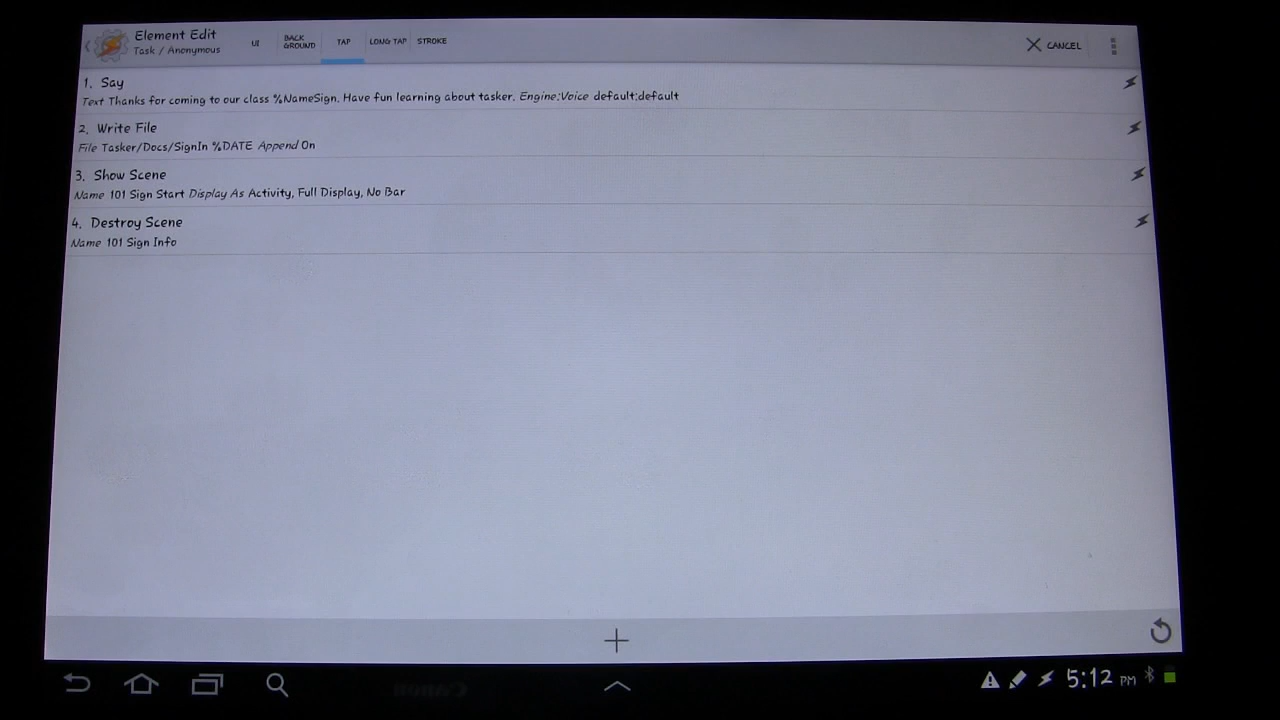 Element Edit
Task / Anonymous
UI
BACK
GROUND
TAP
LONG TAP
STROKE
CANCEL
1. Say
Text Thanks for coming to our class %NameSign. Have fun learning about tasker. Engine:Voice default:default
2. Write File
File Tasker/Docs/SignIn %DATE Append On
3. Show Scene
Name 101 Sign Start Display As Activity, Full Display, No Bar
4. Destroy Scene
Name 101 Sign Info
Canon
5:12 PM